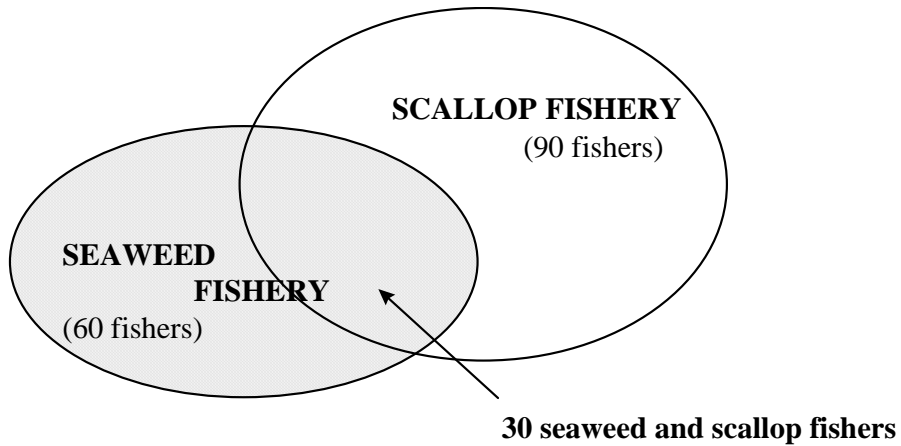 SCALLOP FISHERY
(90 fishers)
SEAWEED
FISHERY
(60 fishers)
30 seaweed and scallop fishers